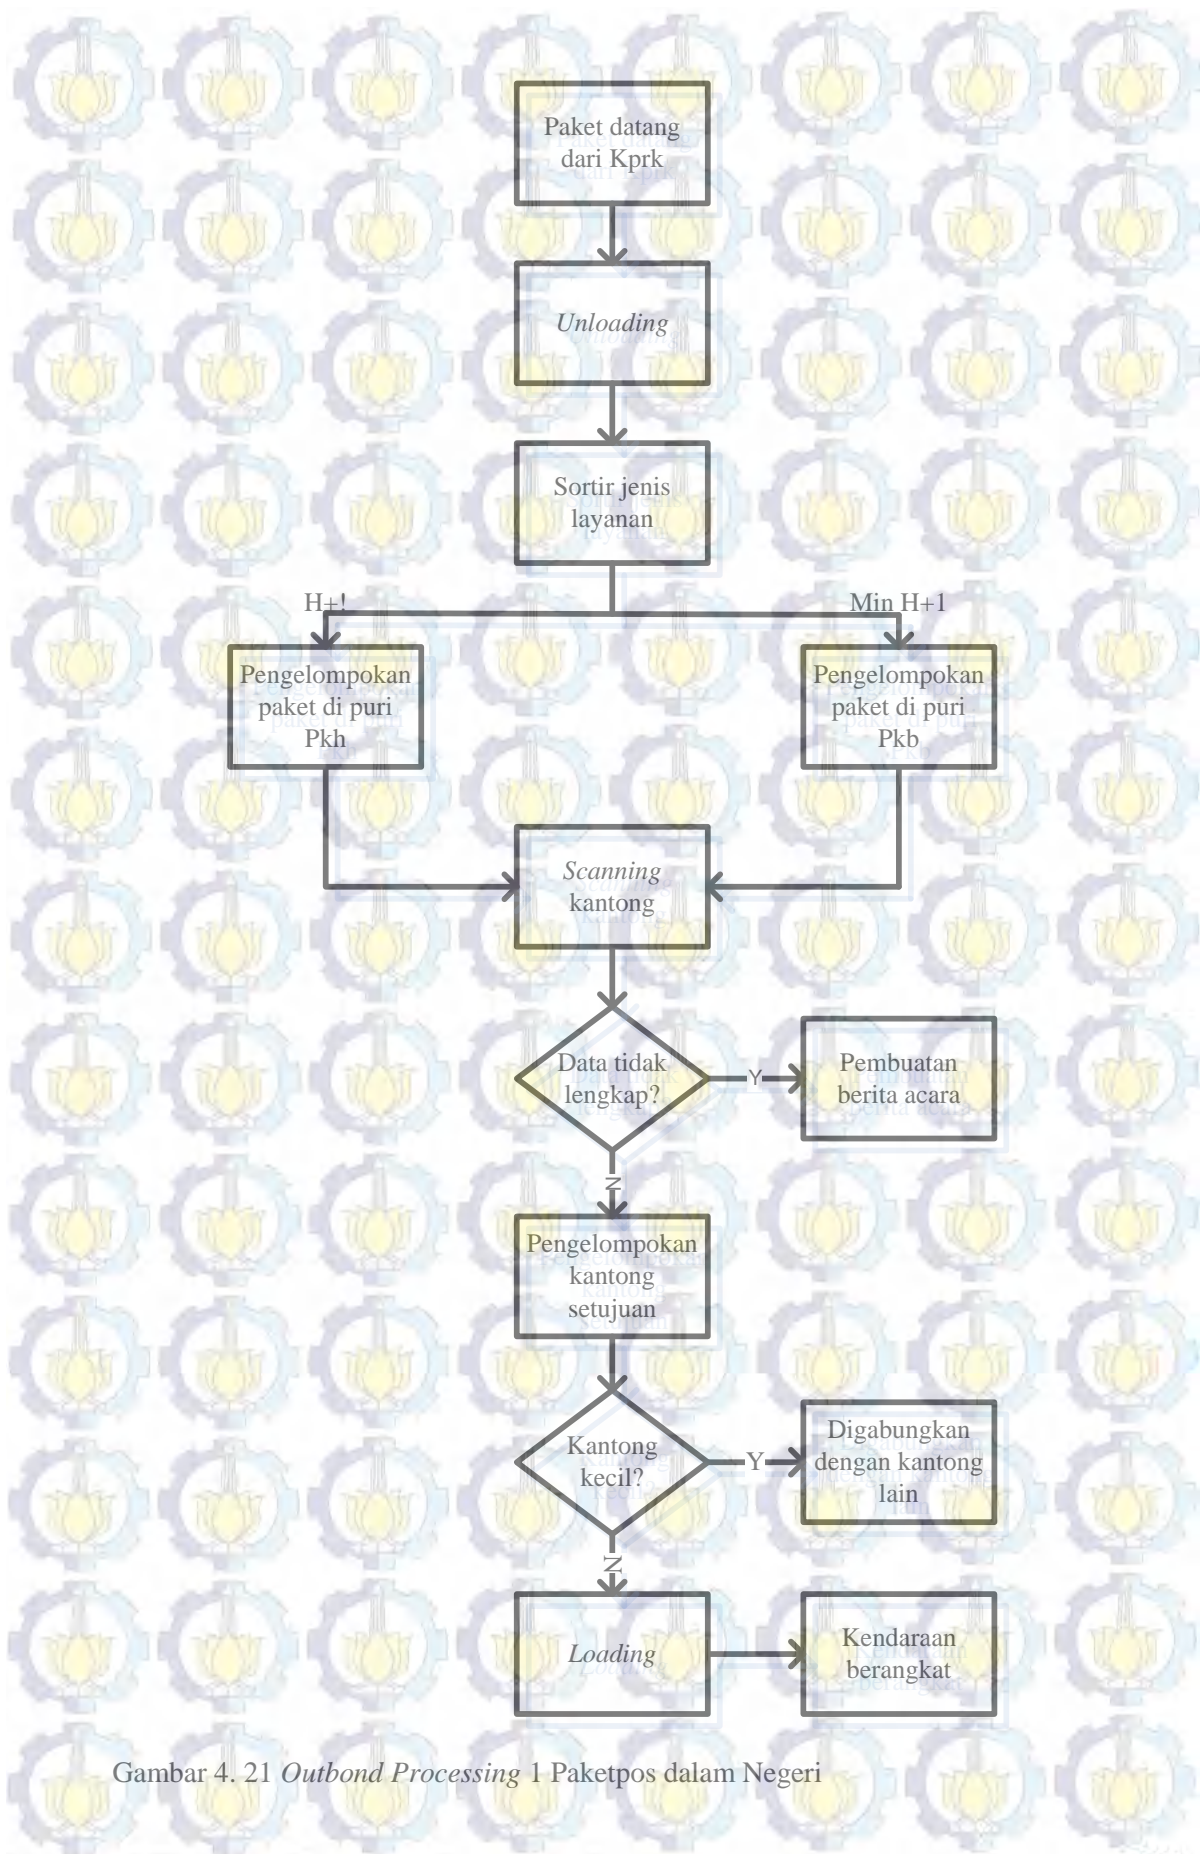 Paket datang
dari Kprk
Unloading
Sortir jenis
layanan
H+!
Min H+1
Pengelompokan
paket di puri
Pkh
Pengelompokan
paket di puri
Pkb
Scanning
kantong
Data tidak
lengkap?
Y
Pembuatan
berita acara
N
Pengelompokan
kantong
setujuan
Kantong
kecil?
Y
Digabungkan
dengan kantong
lain
N
Loading
Kendaraan
berangkat
Gambar 4. 21 Outbond Processing 1 Paketpos dalam Negeri